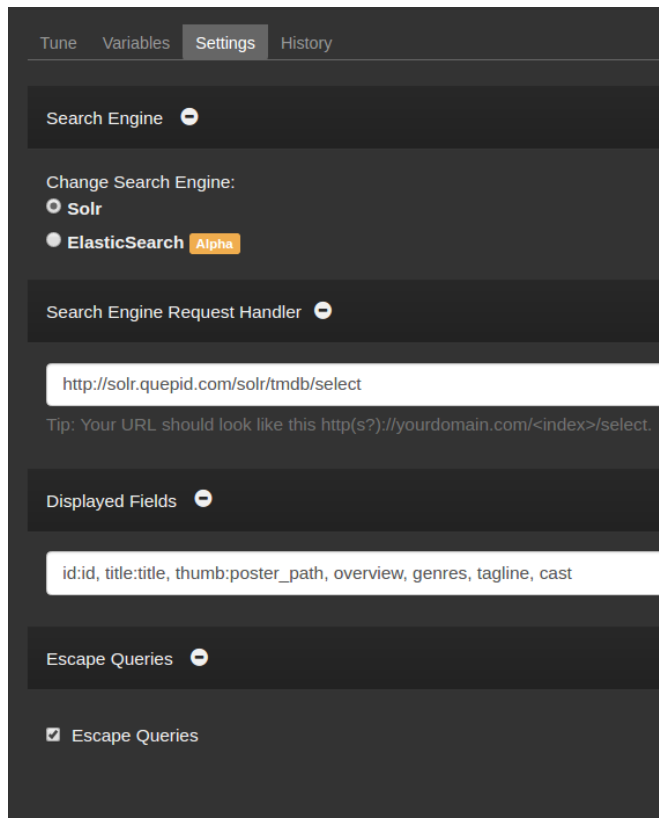 Tune Variables Settings History
Search Engine
Change Search Engine:
Solr
ElasticSearch Alpha
Search Engine Request Handler
http://solr.quepid.com/solr/tmdb/select
Tip: Your URL should look like this http(s?)://yourdomain.com/<index>/select.
Displayed Fields
id:id, title:title, thumb:poster_path, overview, genres, tagline, cast
Escape Queries
Escape Queries